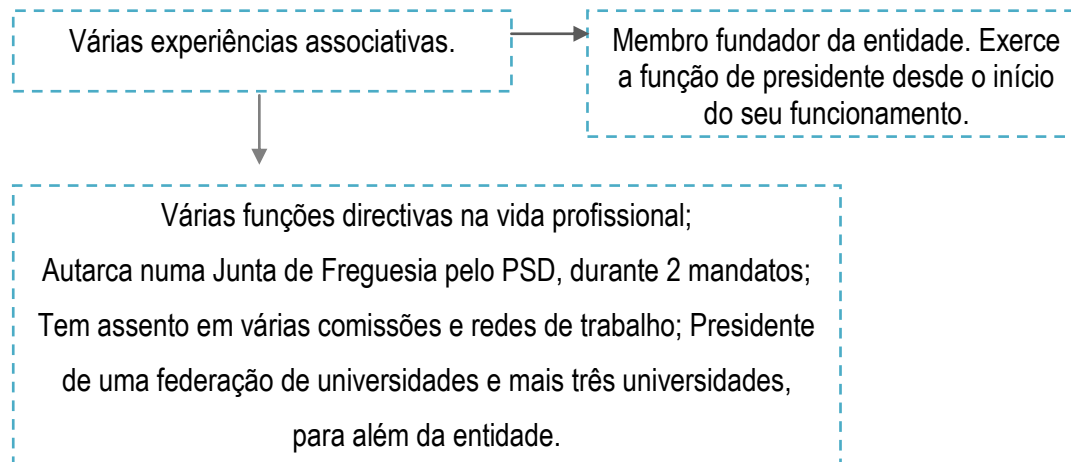 Várias experiências associativas.
Membro fundador da entidade. Exerce
a função de presidente desde o início
do seu funcionamento.
Várias funções directivas na vida profissional;
Autarca numa Junta de Freguesia pelo PSD, durante 2 mandatos;
Tem assento em várias comissões e redes de trabalho; Presidente
de uma federação de universidades e mais três universidades,
para além da entidade.